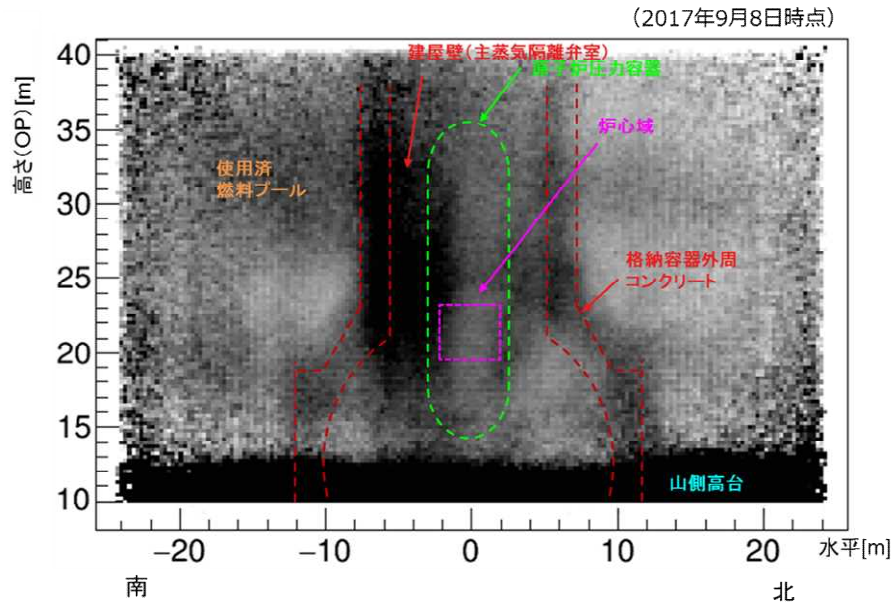 （2017年9月8日時点）
建屋壁（主蒸気隔離弁室）
原子炉圧力容器
炉心域
使用済
燃料プール
格納容器外周
コンクリート
山側高台
高さ（OP）[m]
40
35
30
25
20
15
10
−20
−10
0
10
20
水平[m]
南
北